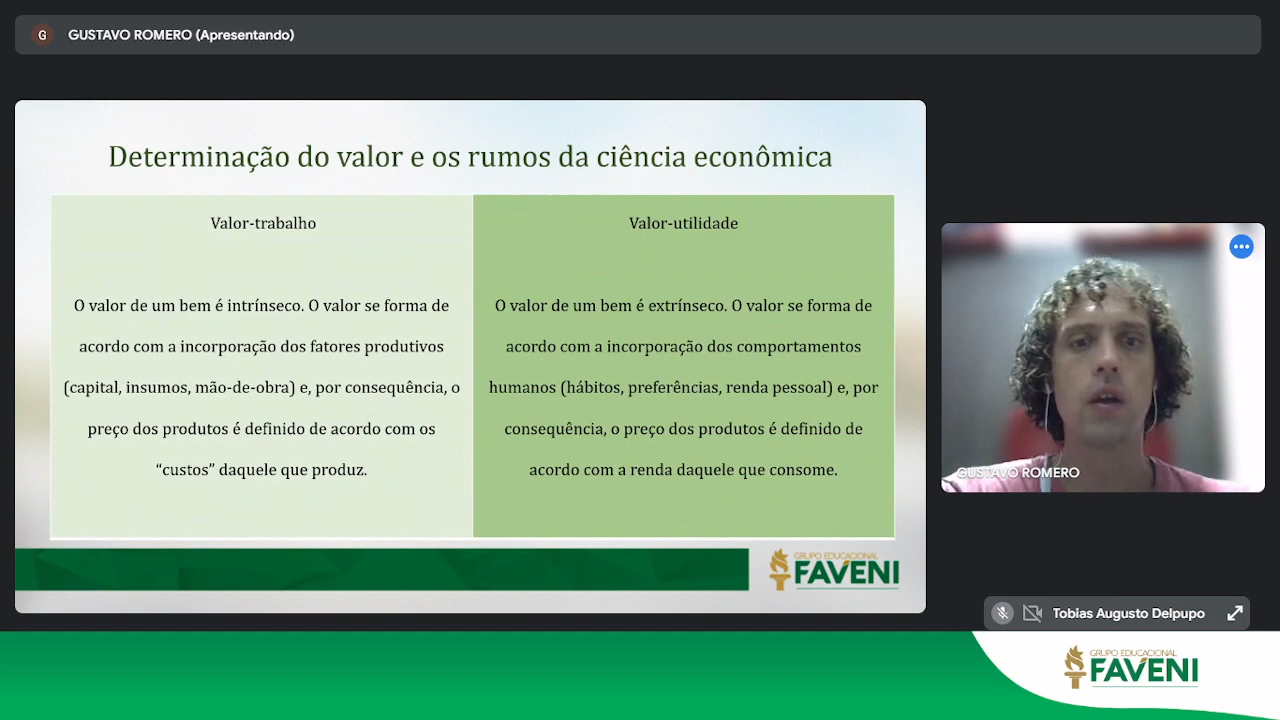 G GUSTAVO ROMERO (Apresentando)
Determinação do valor e os rumos da ciência econômica
Valor-trabalho
O valor de um bem é intrínseco. O valor se forma de
acordo com a incorporação dos fatores produtivos
(capital, insumos, mão-de-obra) e, por consequência, o
preço dos produtos é definido de acordo com os
“custos” daquele que produz.
Valor-utilidade
O valor de um bem é extrínseco. O valor se forma de
acordo com a incorporação dos comportamentos
humanos (hábitos, preferências, renda pessoal) e, por
consequência, o preço dos produtos é definido de
acordo com a renda daquele que consome.
GRUPO EDUCACIONAL
FAVENI
GUSTAVO ROMERO
Tobias Augusto Delpupo
GRUPO EDUCACIONAL
FAVENI